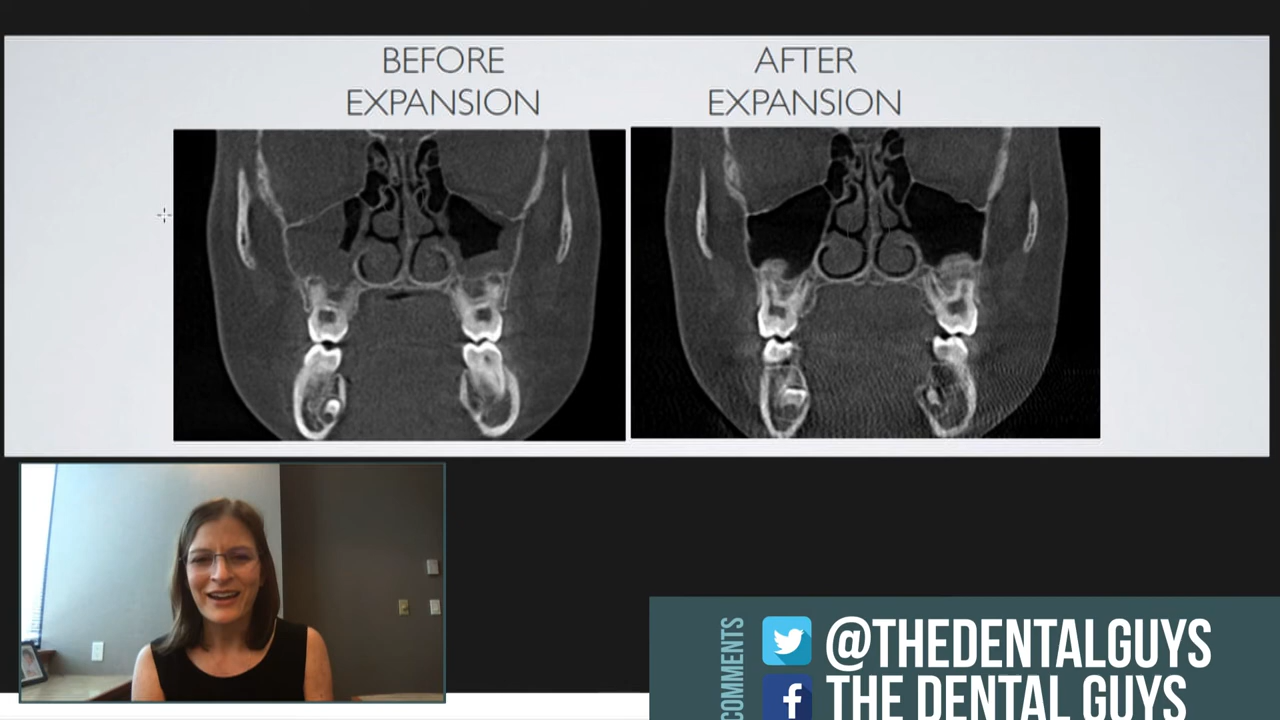 BEFORE
EXPANSION
AFTER
EXPANSION
COMMENTS
@THEDENTALGUYS
THE DENTAL GUYS